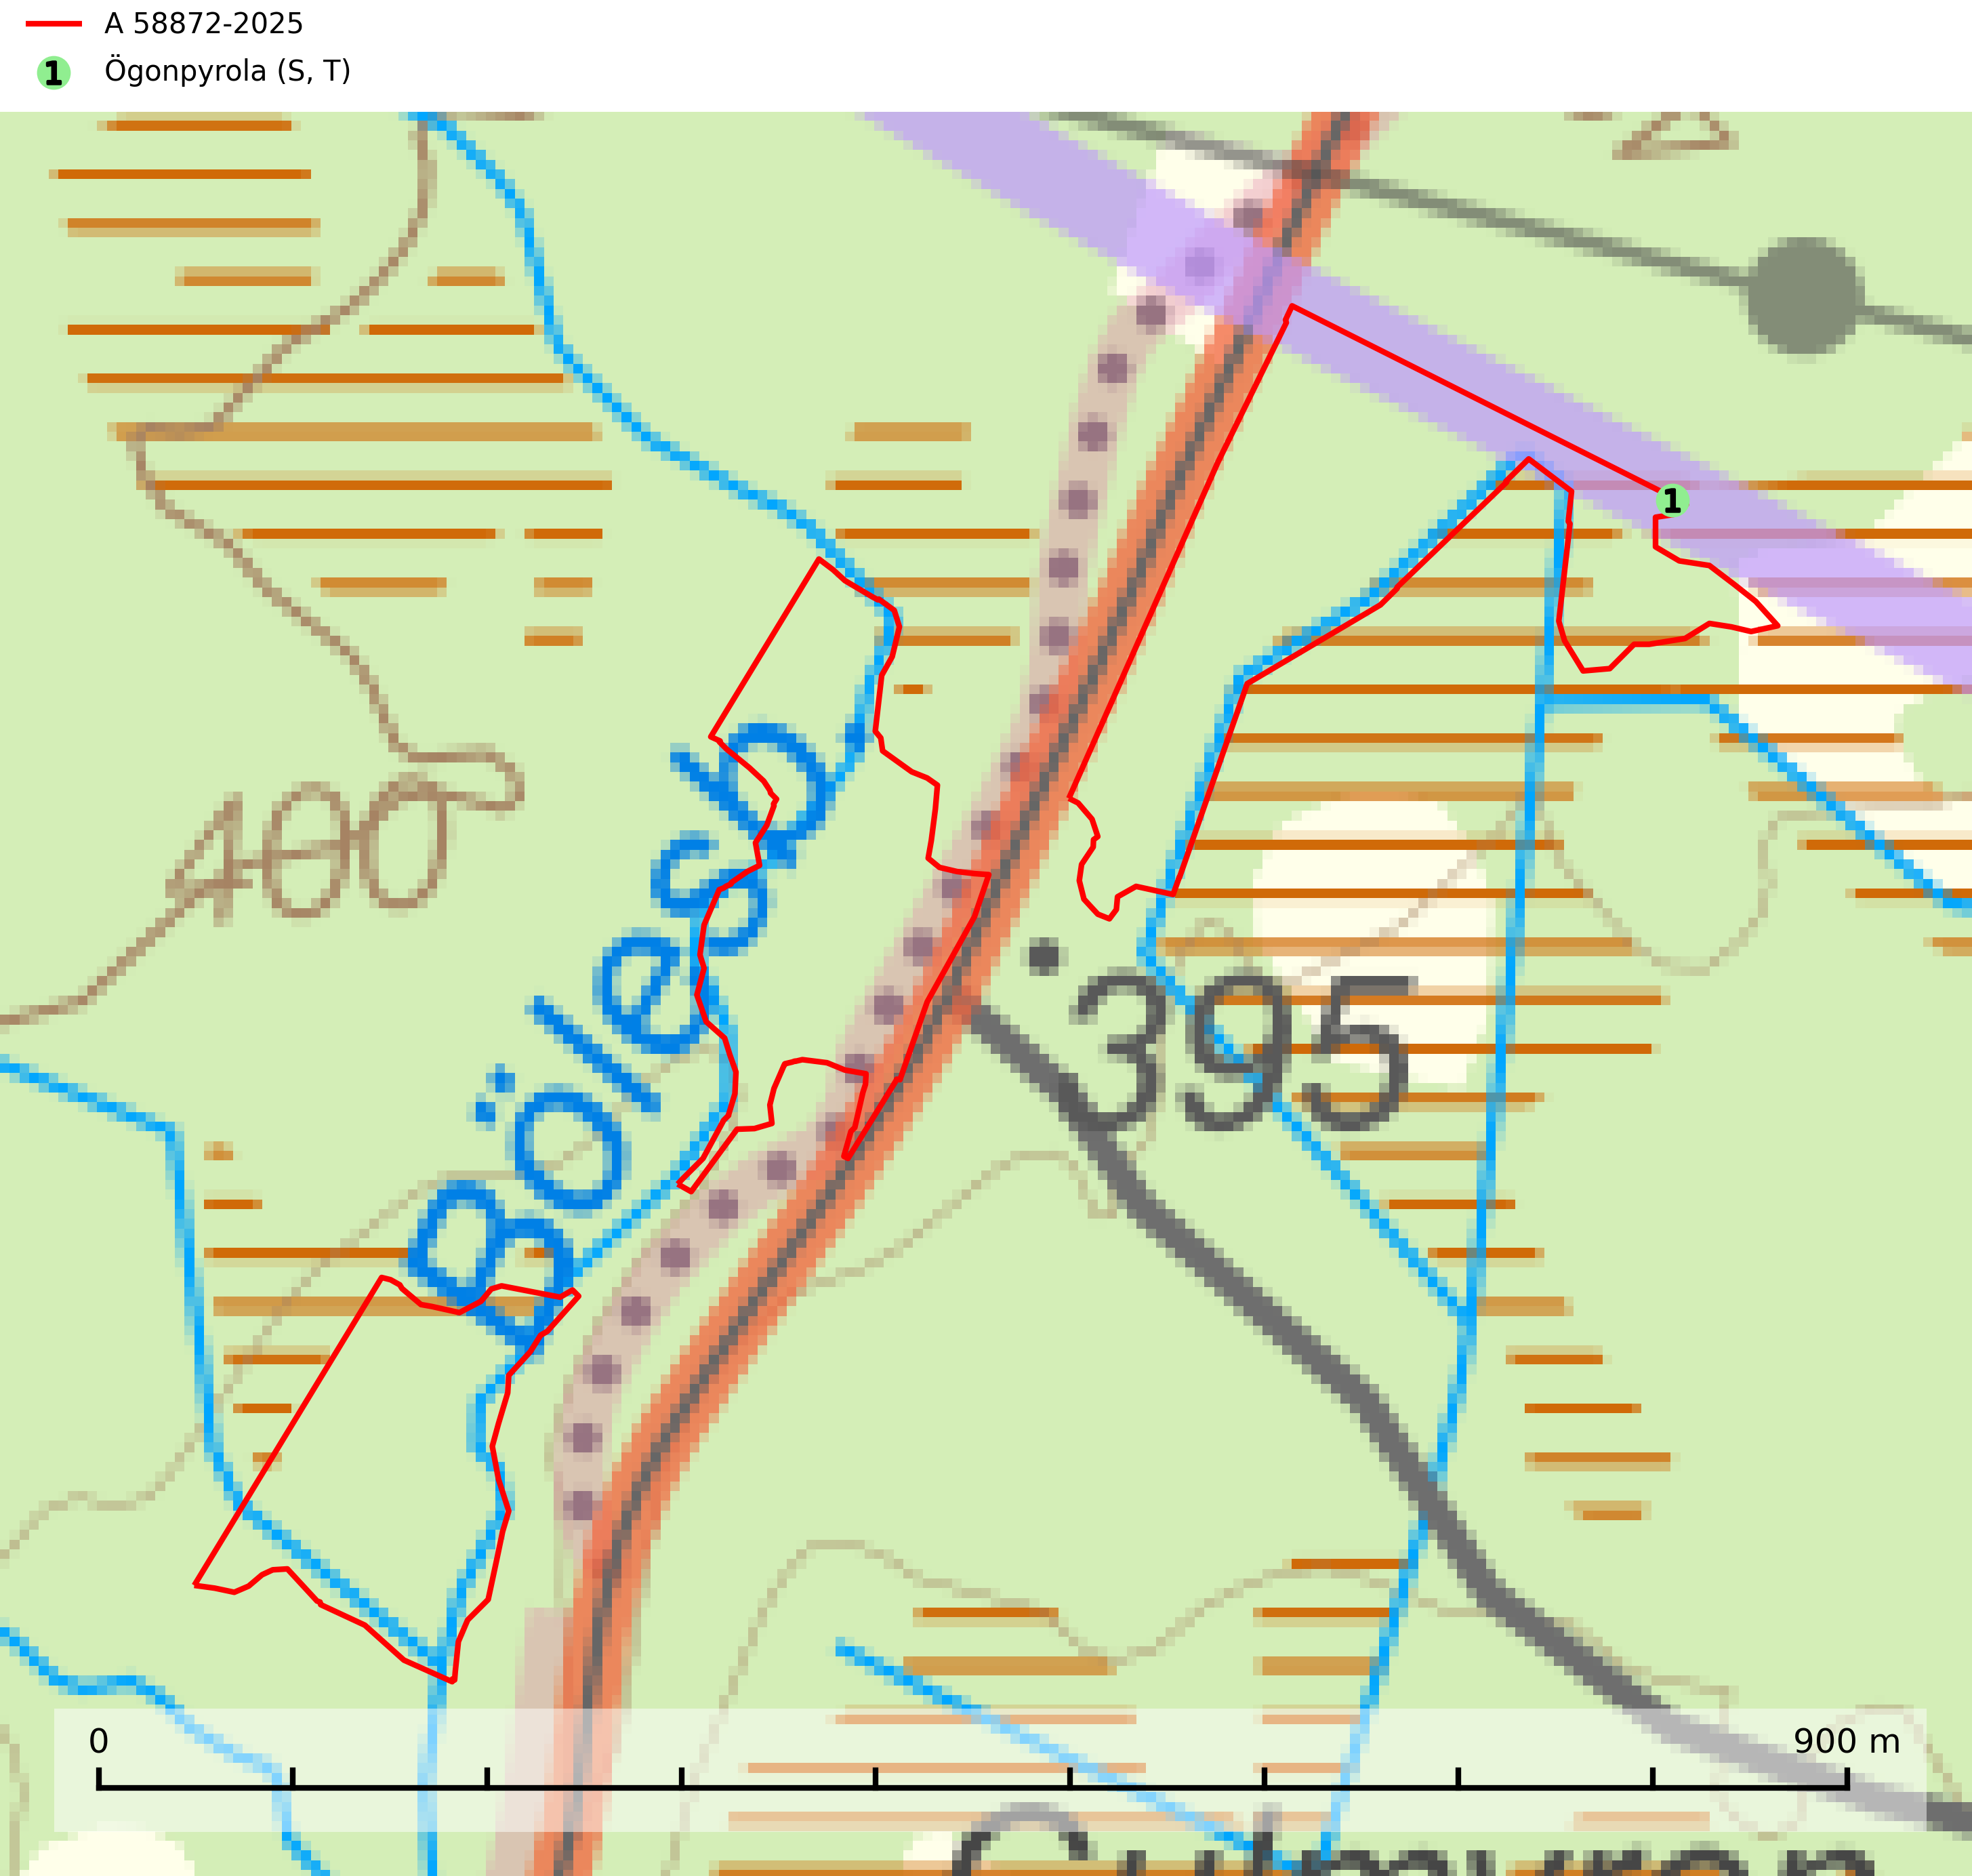 A 58872-2025
1 Ögonpyrola (S, T)
1
400
Bölesb
395
0 900 m